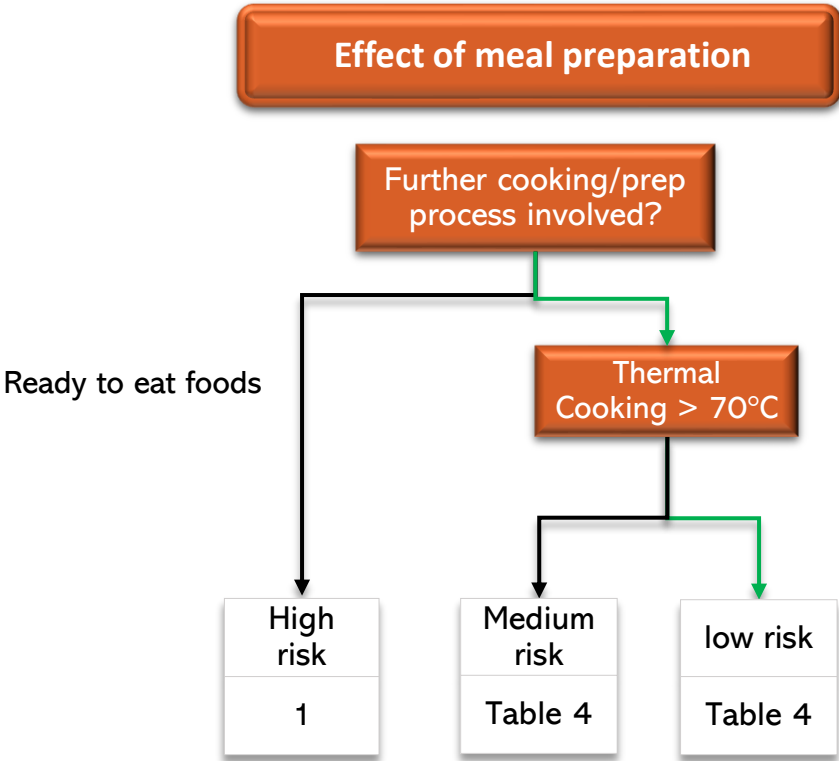 Effect of meal preparation
Further cooking/prep
process involved?
Ready to eat foods
Thermal
Cooking > 70°C
High
risk
1
Medium
risk
Table 4
low risk
Table 4